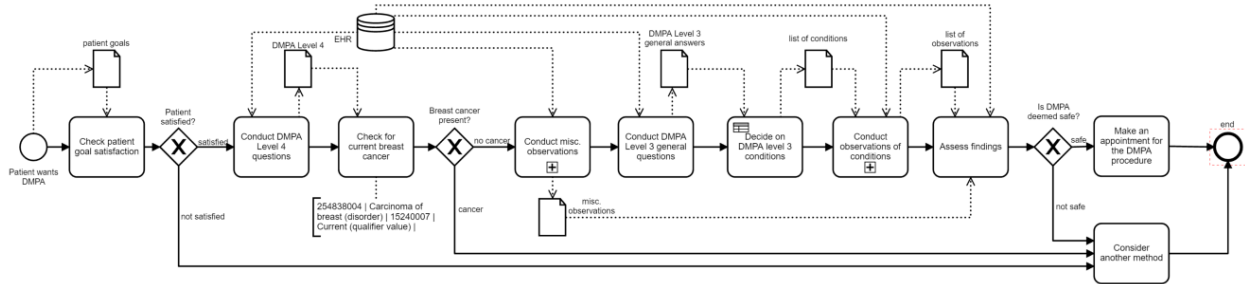 patient goals
EHR
DMPA Level 4
DMPA Level 3
general answers
list of conditions
list of
observations
Patient wants
DMPA
Check patient
goal satisfaction
Patient
satisfied?
satisfied
not satisfied
Conduct DMPA
Level 4
questions
Check for
current breast
cancer
254838004 | Carcinoma of
breast (disorder) | 15240007 |
Current (qualifier value) |
Breast cancer
present?
no cancer
cancer
Conduct misc.
observations
misc.
observations
Conduct DMPA
Level 3 general
questions
Decide on
DMPA level 3
conditions
Conduct
observations of
conditions
Assess findings
Is DMPA
deemed safe?
safe
not safe
Make an
appointment for
the DMPA
procedure
Consider
another method
end